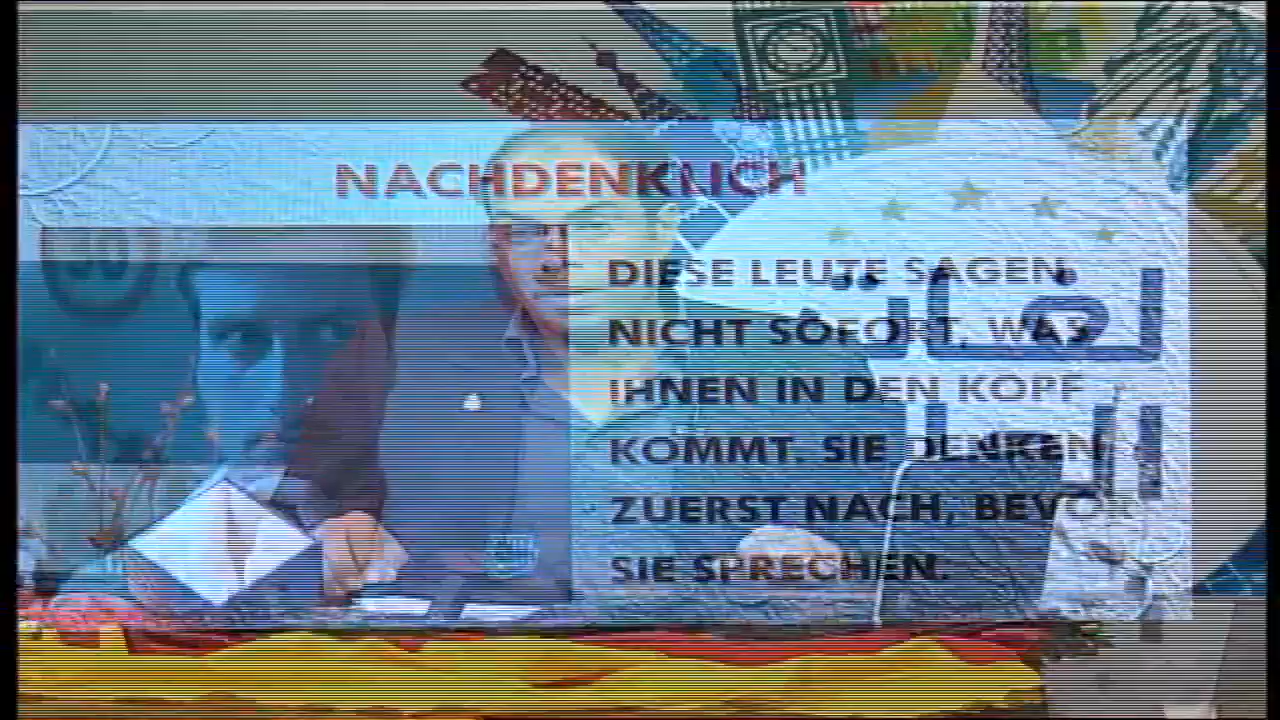 NACHDENKLICH
DIESE LEUTE SAGEN
NICHT SOFORT, WAS
IHNEN IN DEN KOPF
KOMMT. SIE DENKEN
ZUERST NACH, BEVOR
SIE SPRECHEN.